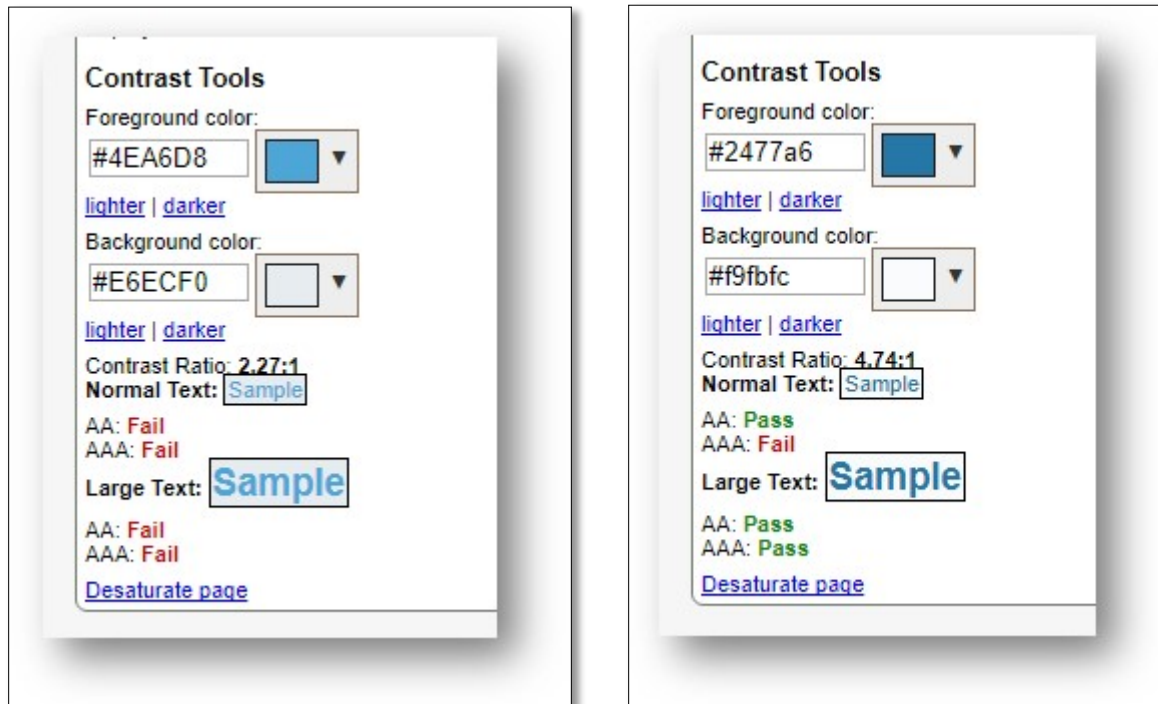 Contrast Tools
Foreground color:
#4EA6D8
lighter | darker
Background color:
#E6ECF0
lighter | darker
Contrast Ratio: 2.27:1
Normal Text: Sample
AA: Fail
AAA: Fail
Large Text: Sample
AA: Fail
AAA: Fail
Desaturate page
Contrast Tools
Foreground color:
#2477a6
lighter | darker
Background color:
#f9fbfc
lighter | darker
Contrast Ratio: 4.74:1
Normal Text: Sample
AA: Pass
AAA: Fail
Large Text: Sample
AA: Pass
AAA: Pass
Desaturate page